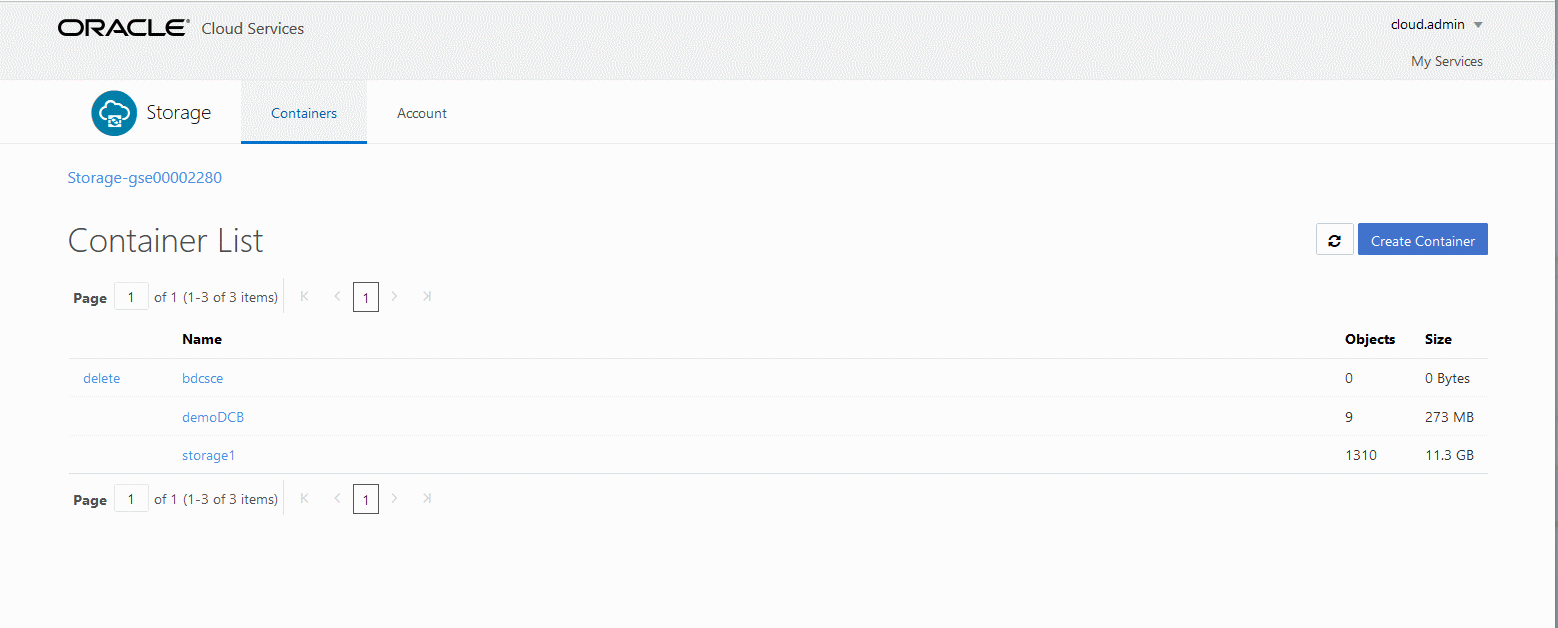 ORACLE® Cloud Services
cloud.admin
My Services
Storage
Containers
Account
Storage-gse00002280
Container List
Create Container
Page 1 of 1 (1-3 of 3 items) 1
Name Objects Size
delete bdcsce 0 0 Bytes
demoDCB 9 273 MB
storage1 1310 11.3 GB
Page 1 of 1 (1-3 of 3 items) 1